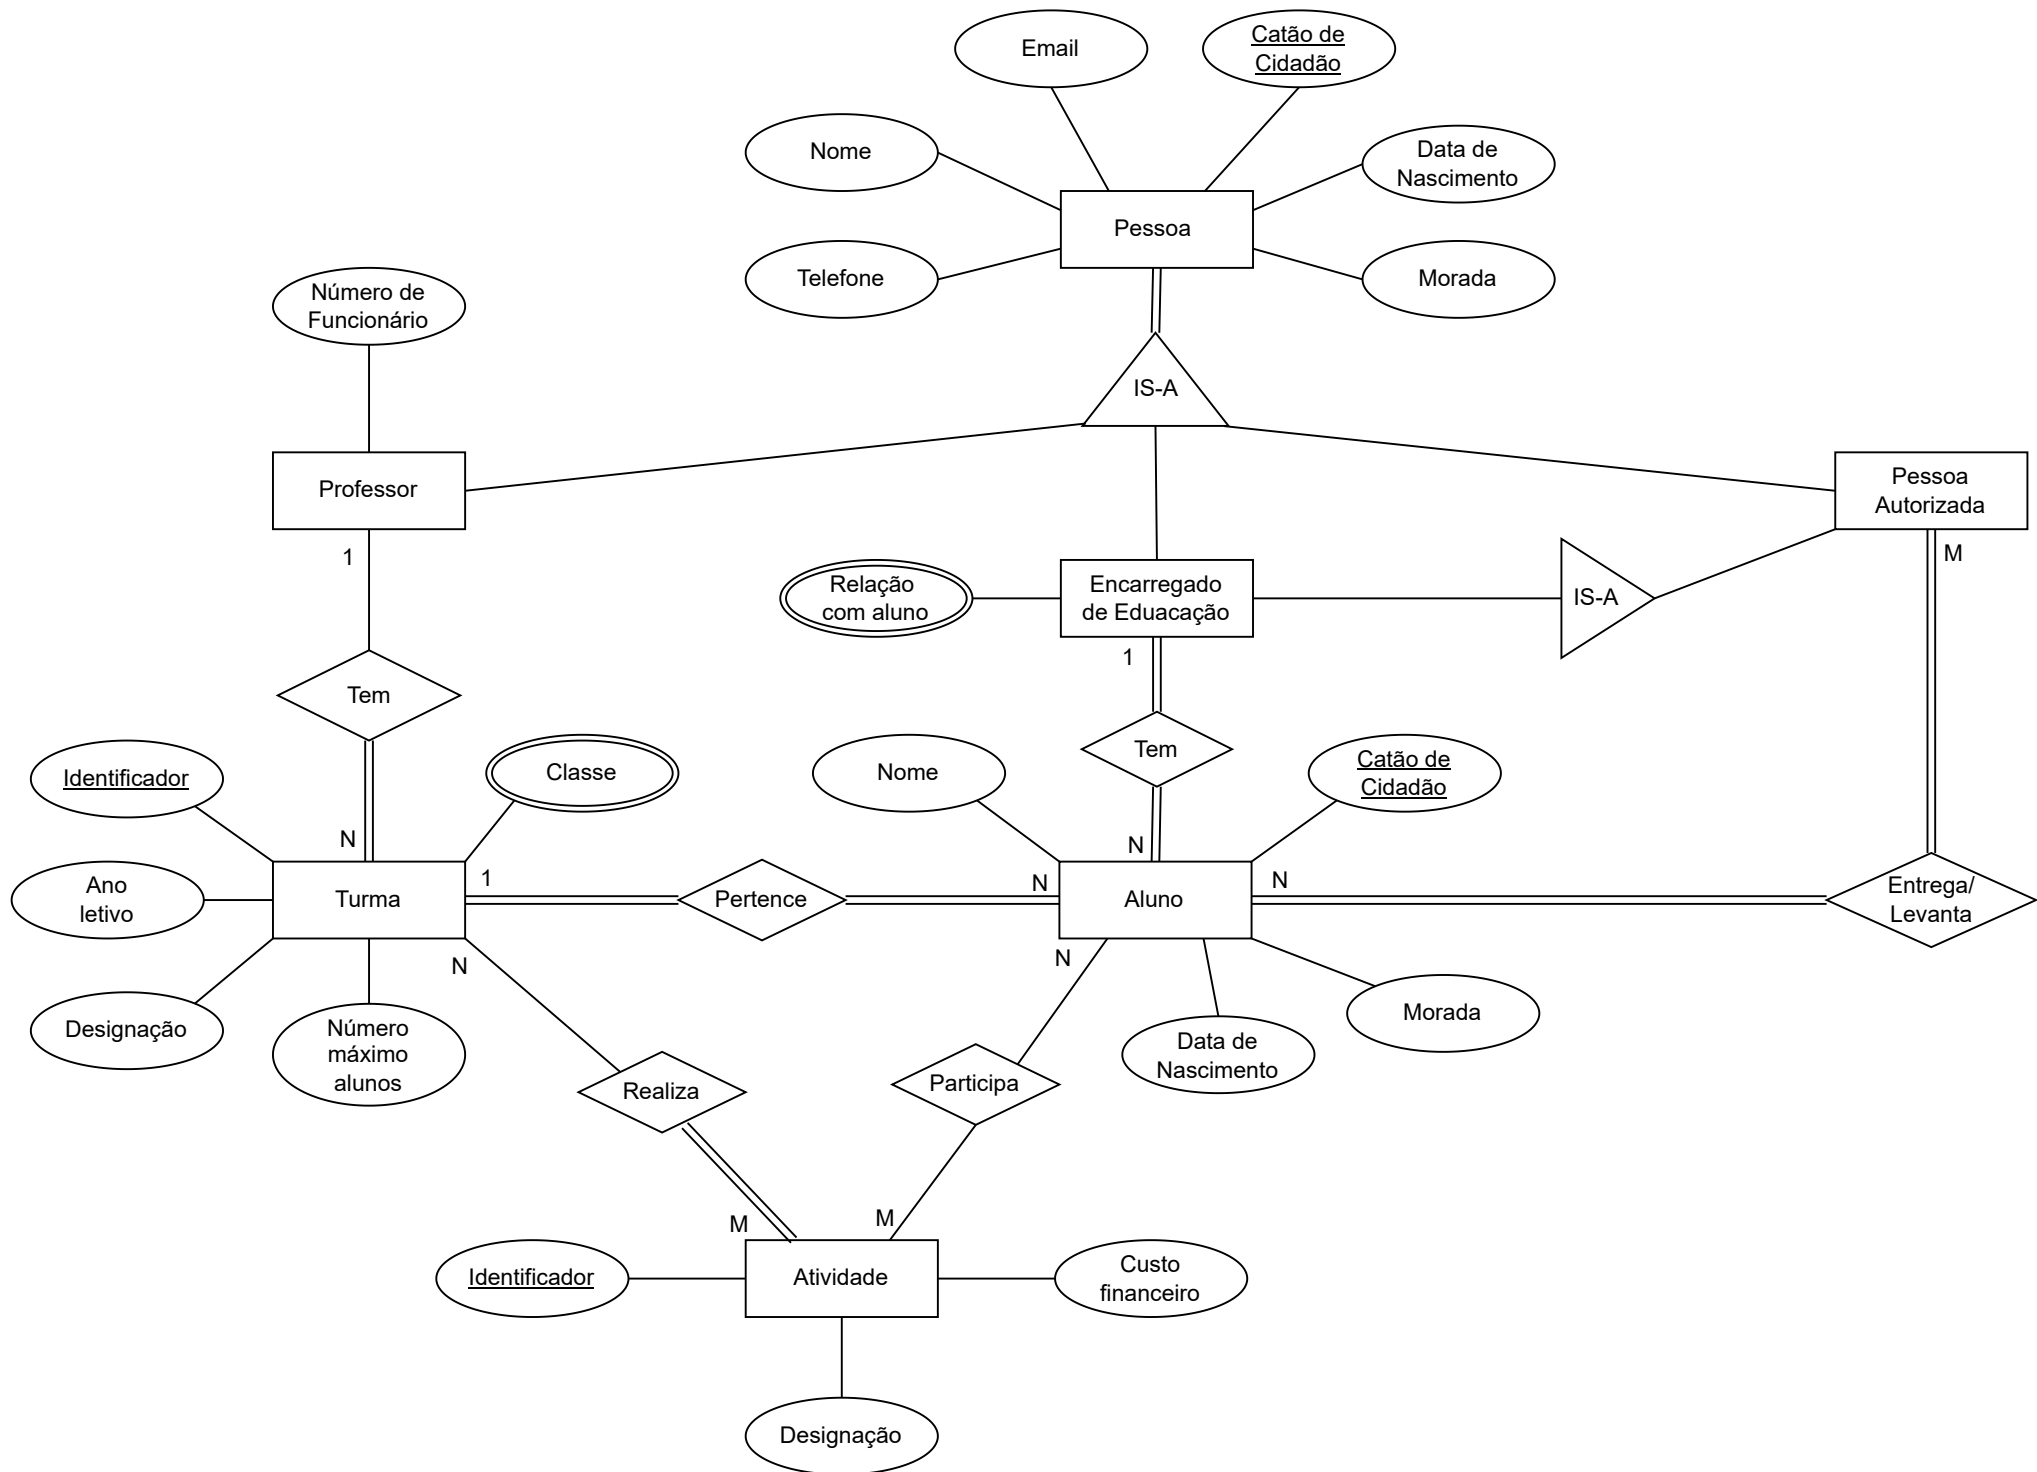 Email
Catão de
Cidadão
Nome
Data de
Nascimento
Pessoa
Telefone
Morada
Número de
Funcionário
IS-A
Professor
Pessoa
Autorizada
1
M
Relação
com aluno
Encarregado
de Eduacação
IS-A
1
Tem
Tem
Identificador
Classe
Nome
Catão de
Cidadão
N
N
Ano
letivo
Turma
1
Pertence
N
Aluno
N
Entrega/
Levanta
N
N
Designação
Número
máximo
alunos
Morada
Data de
Nascimento
Realiza
Participa
M
M
Identificador
Atividade
Custo
financeiro
Designação